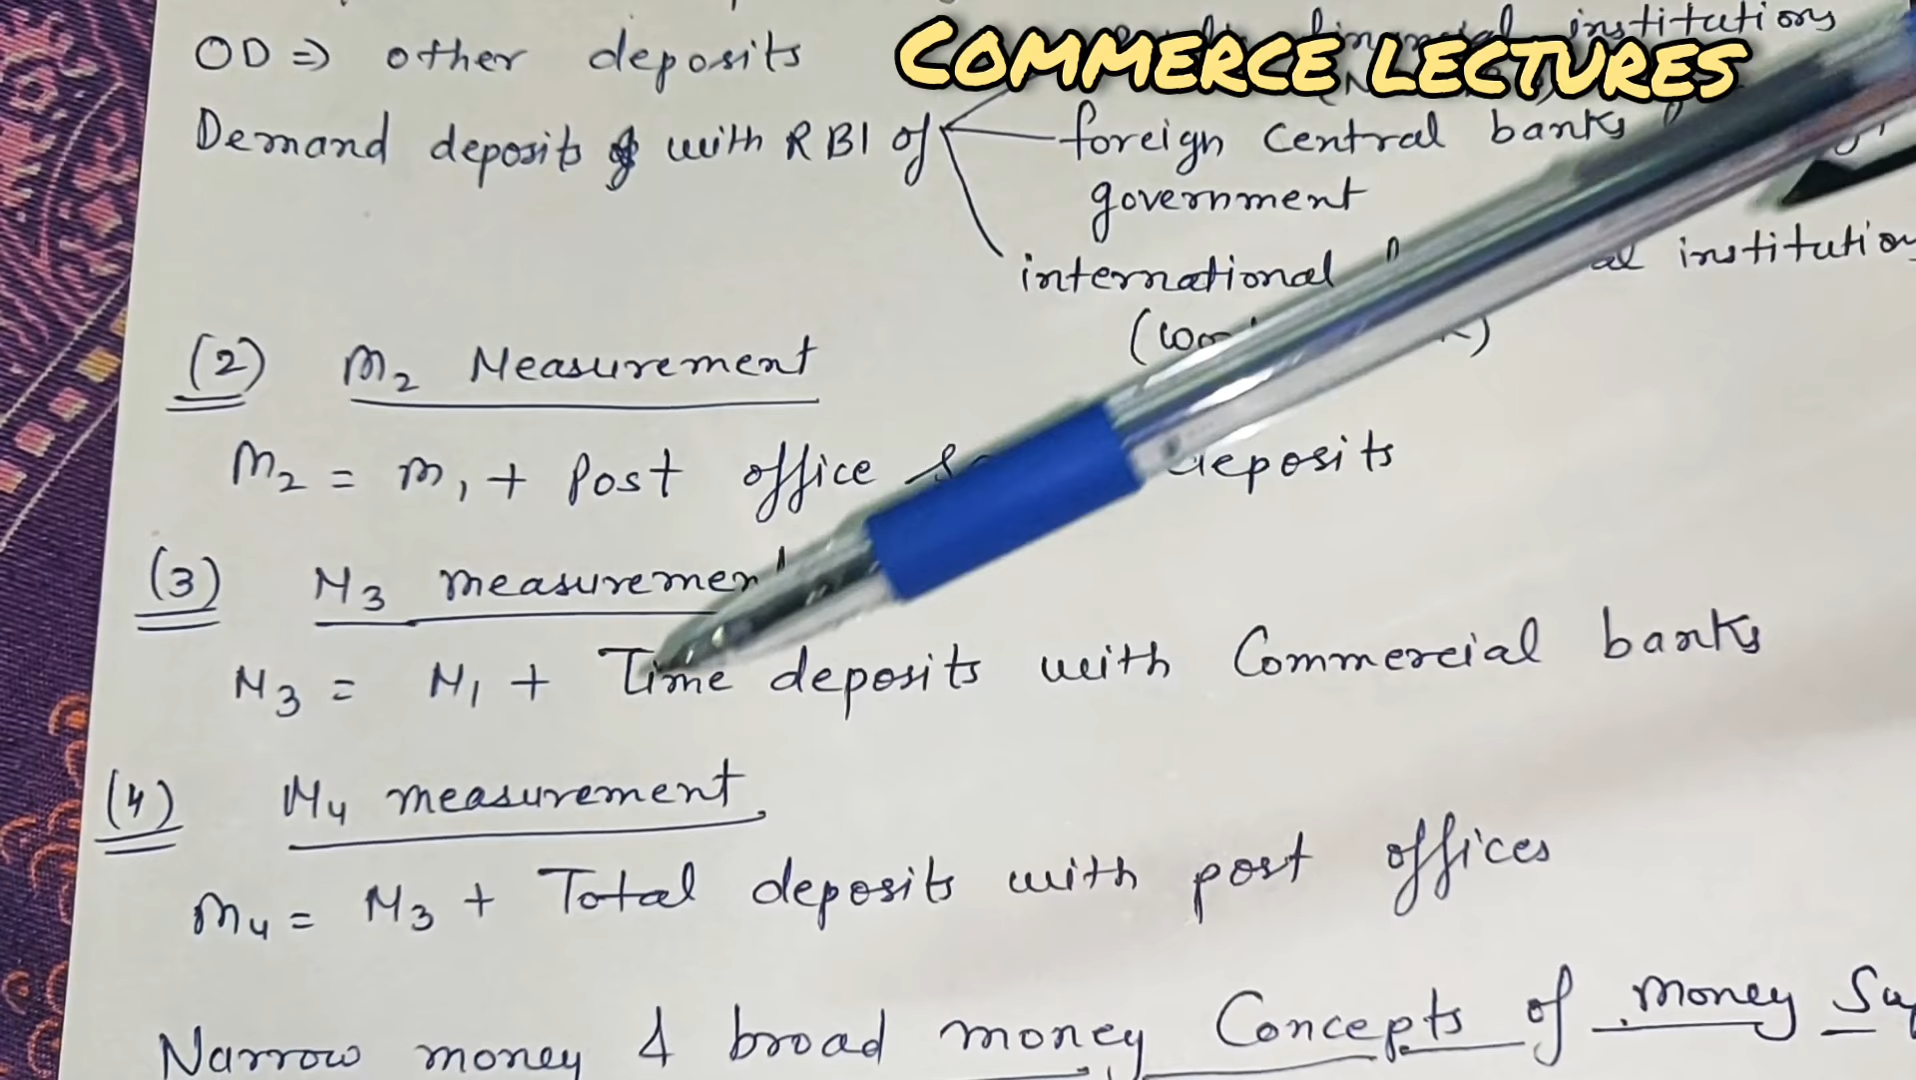 COMMERCE LECTURES
institutions
OD ⇒ other deposits
Demand deposits with RBI of
foreign Central banks
government
international institution
(2) M2 Measurement
M2 = M1 + Post office deposits
(3) M3 measurement
M3 = M1 + Time deposits with Commercial banks
(4) M4 measurement
M4 = M3 + Total deposits with post offices
Narrow money & broad money Concepts of money